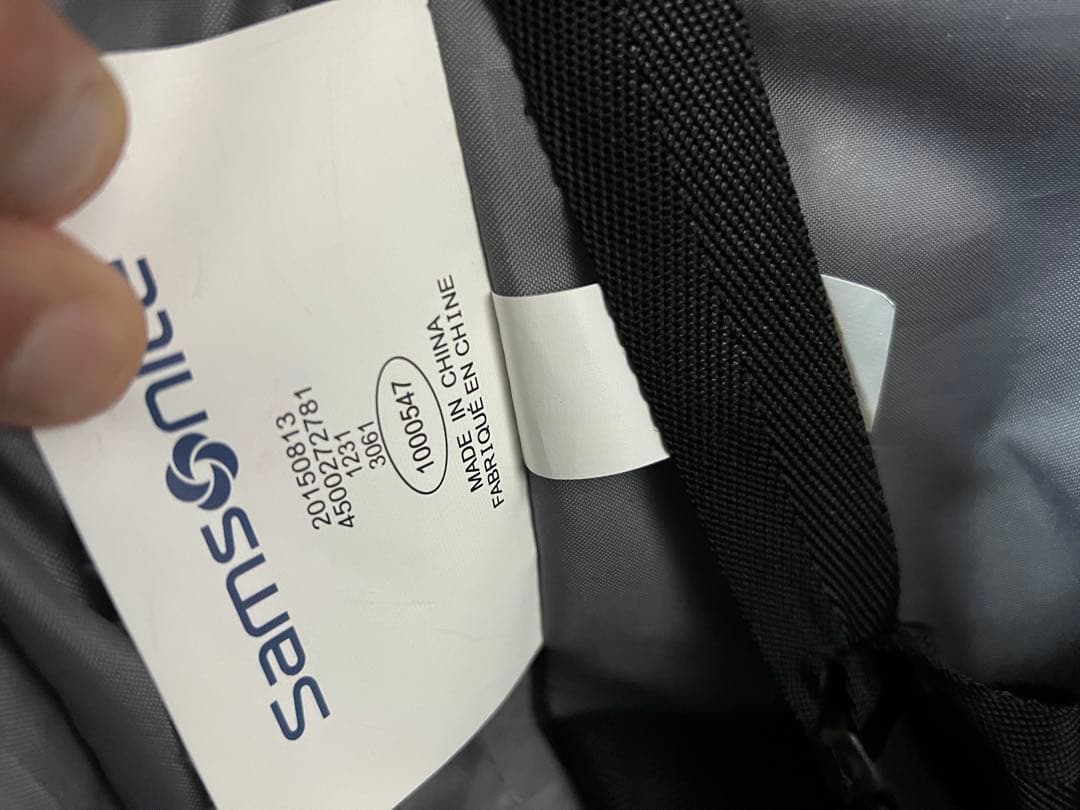 samsonite
20150813
4500272781
1231
3061
1000547
MADE IN CHINA
FABRIQUÉ EN CHINE